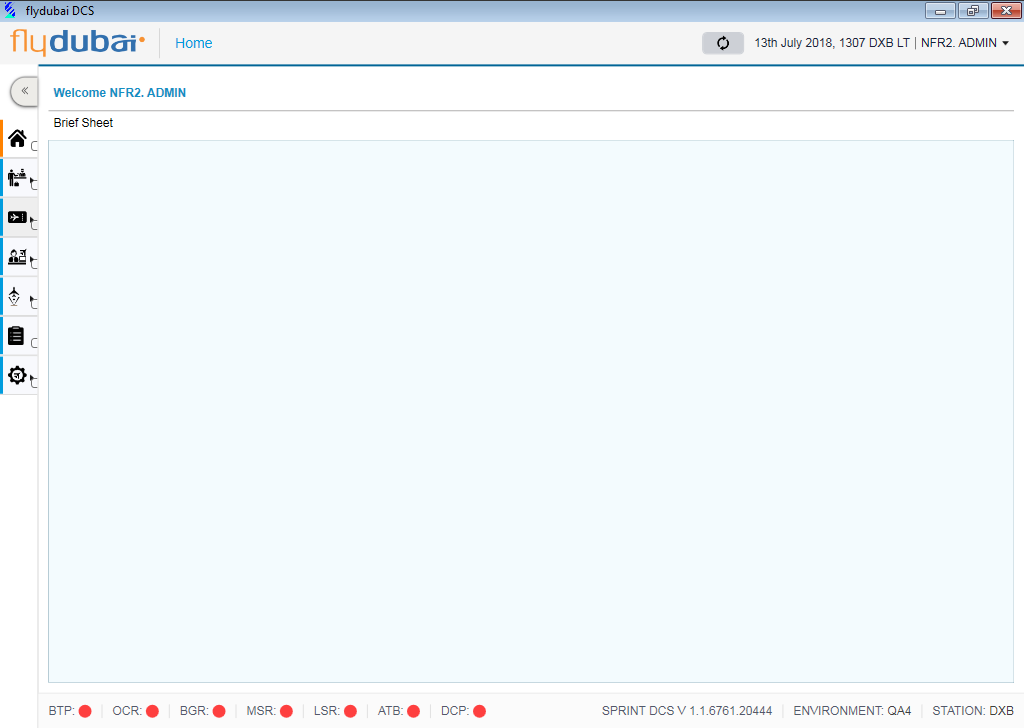 flydubai DCS
flydubai Home 13th July 2018, 1307 DXB LT | NFR2. ADMIN
Welcome NFR2. ADMIN
Brief Sheet
BTP: OCR: BGR: MSR: LSR: ATB: DCP: SPRINT DCS V 1.1.6761.20444 ENVIRONMENT: QA4 STATION: DXB